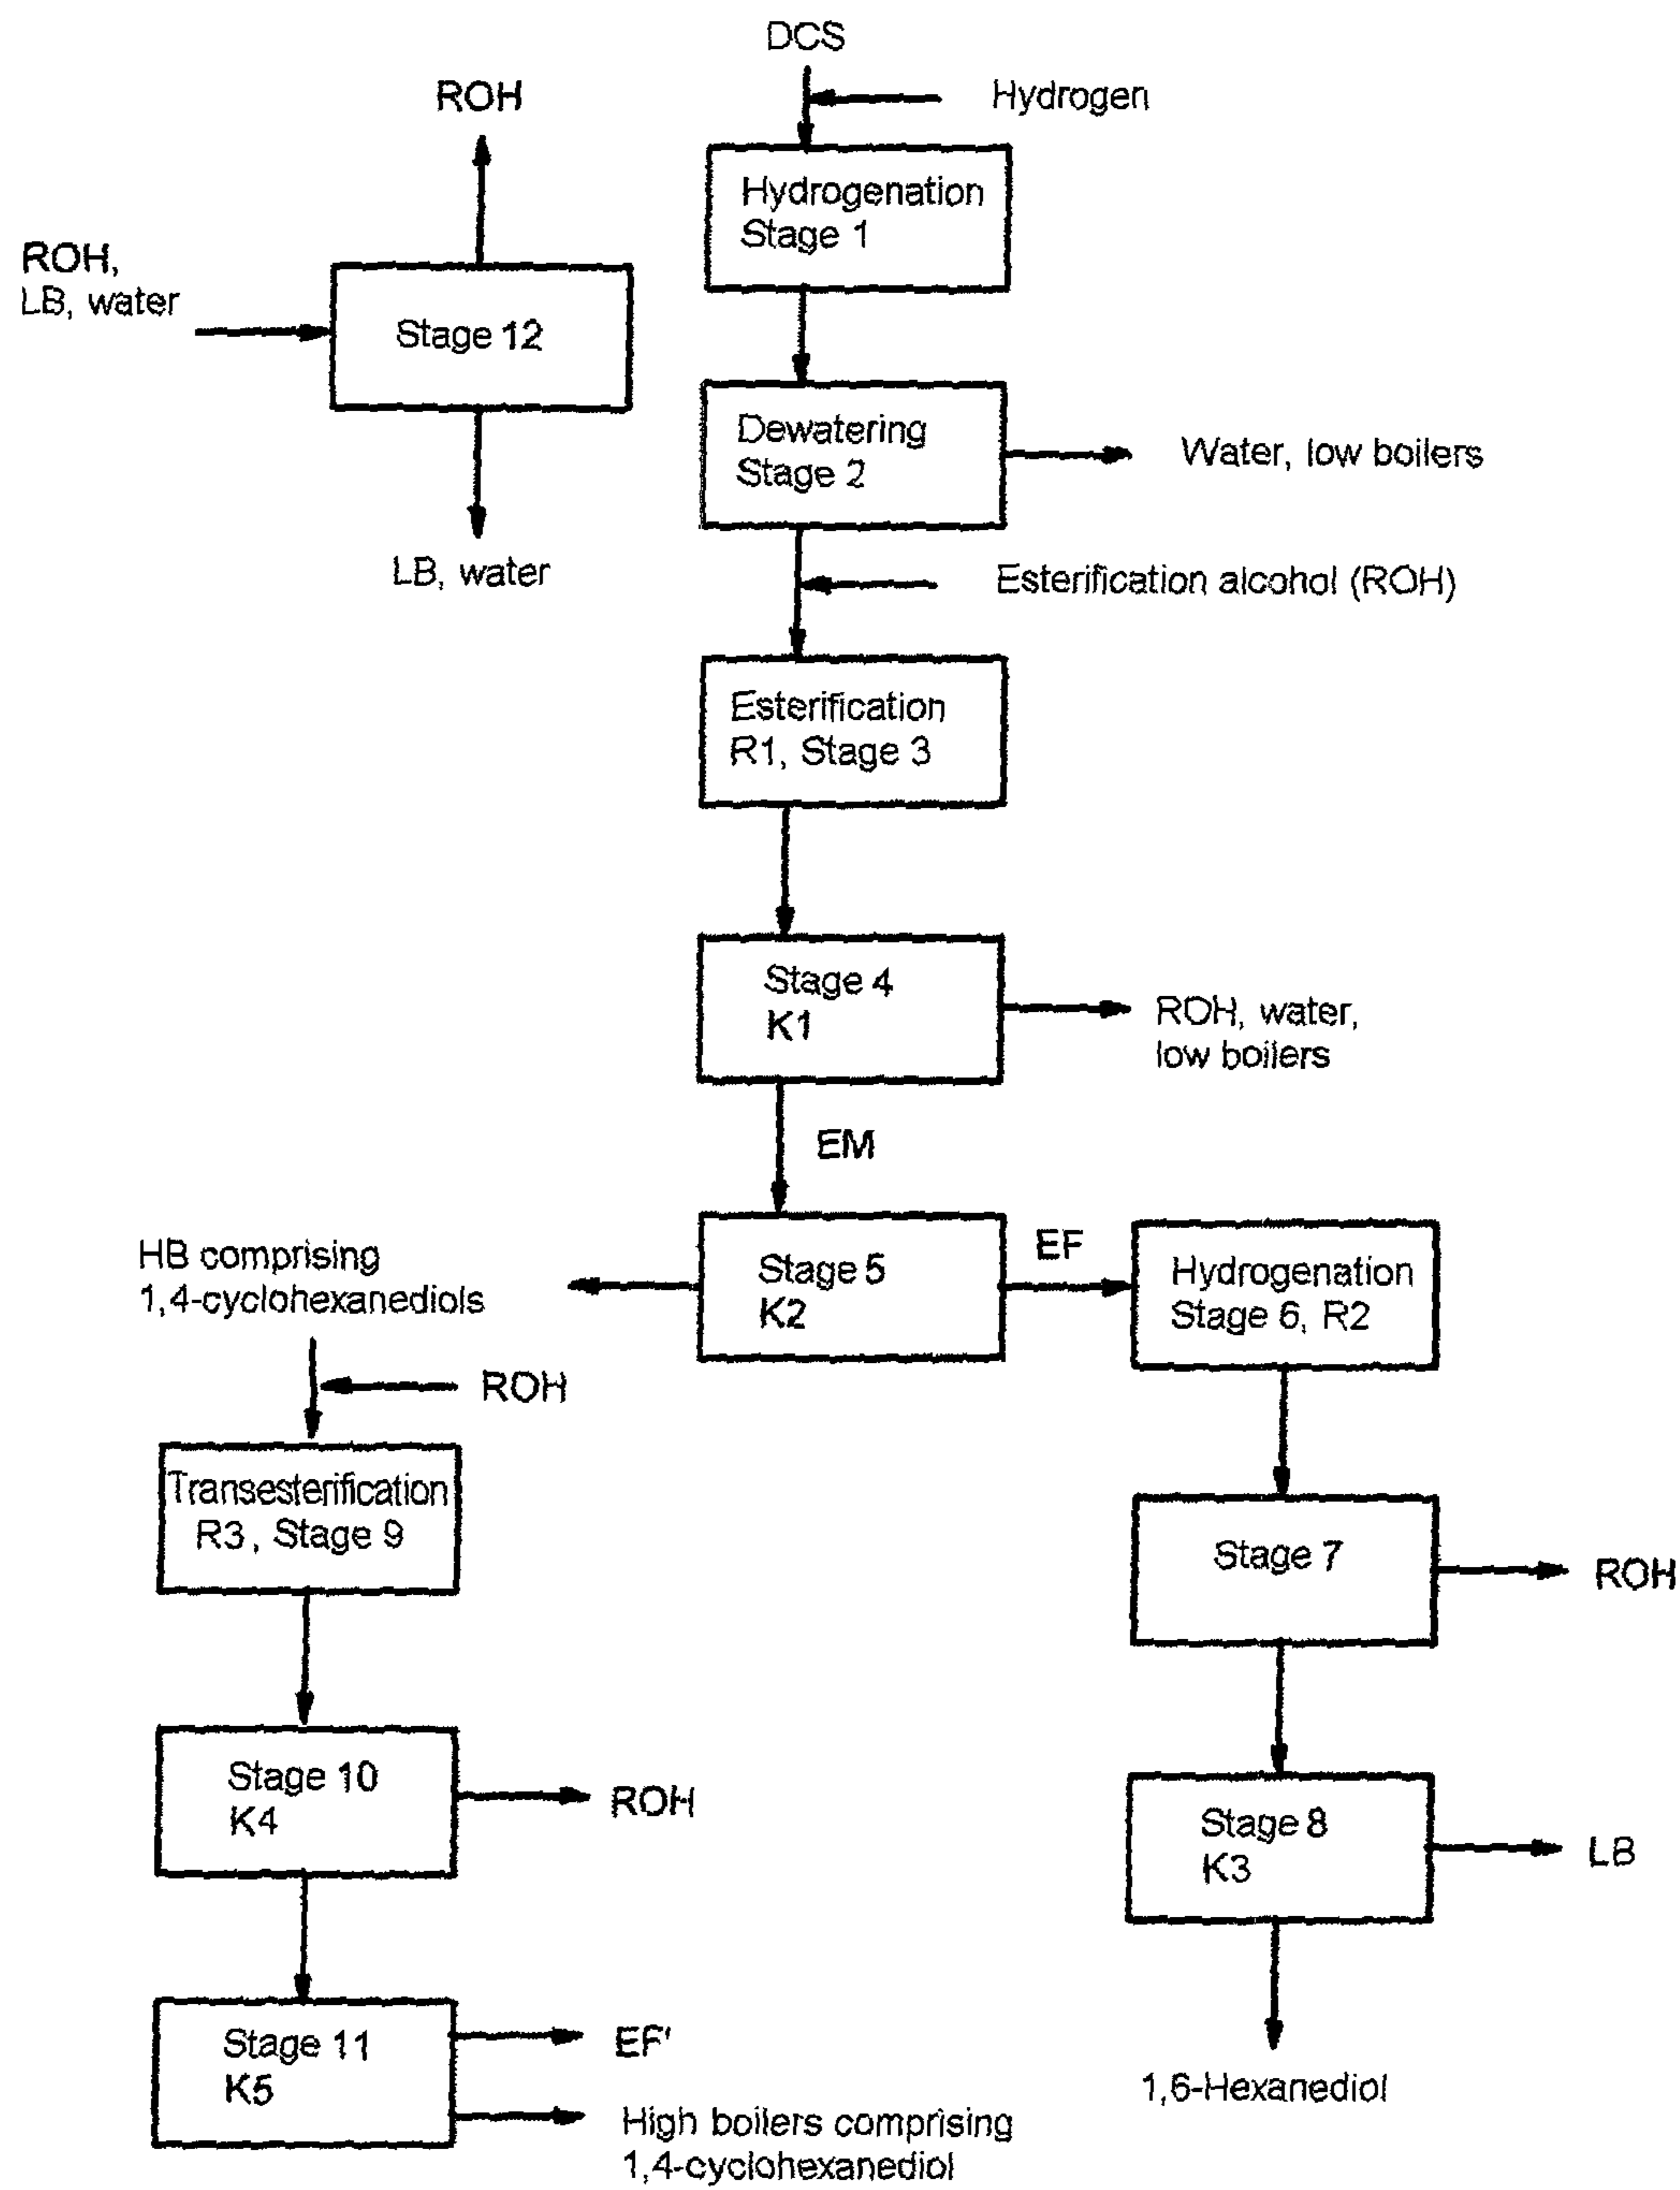 DCS
Hydrogen
ROH
Hydrogenation
Stage 1
ROH,
LB, water
Stage 12
Dewatering
Stage 2
Water, low boilers
LB, water
Esterification alcohol (ROH)
Esterification
R1, Stage 3
Stage 4
K1
ROH, water,
low boilers
EM
HB comprising
1,4-cyclohexanediols
Stage 5
K2
EF
Hydrogenation
Stage 6, R2
ROH
Transesterification
R3, Stage 9
Stage 7
ROH
Stage 10
K4
ROH
Stage 8
K3
LB
Stage 11
K5
EF'
High boilers comprising
1,4-cyclohexanediol
1,6-Hexanediol